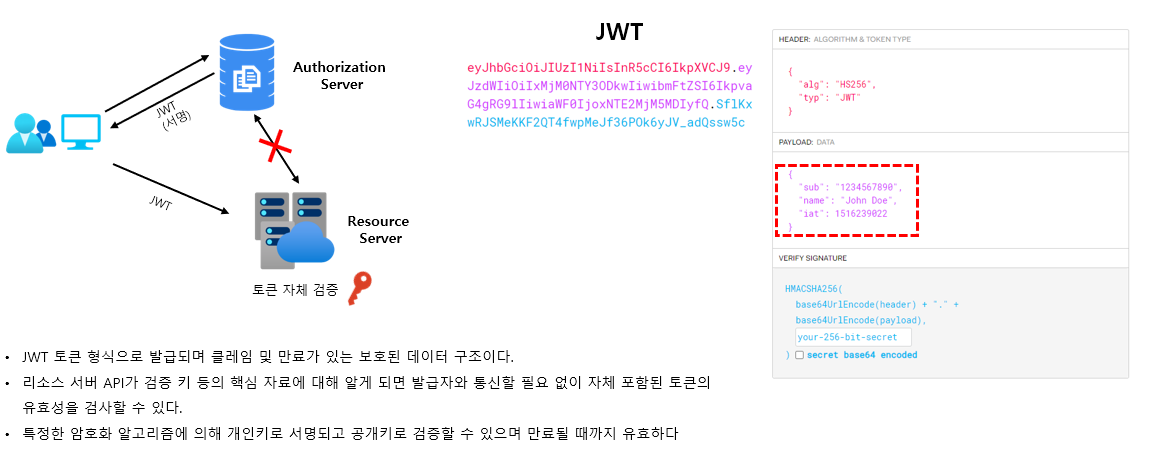 JWT
eyJhbGciOiJIUzI1NiIsInR5cCI6IkpXVCJ9.ey
JzdWIiOiIxMjM0NTY3ODkwIiwibmFtZSI6Ikpva
G4gRG9lIiwiaWF0IjoxNTE2MjM5MDIyfQ.SflKx
wRJSMeKKF2QT4fwpMeJf36POk6yJV_adQssw5c
Authorization
Server
JWT
(서명)
JWT
Resource
Server
토큰 자체 검증
HEADER: ALGORITHM & TOKEN TYPE
{
"alg": "HS256",
"typ": "JWT"
}
PAYLOAD: DATA
{
"sub": "1234567890",
"name": "John Doe",
"iat": 1516239022
}
VERIFY SIGNATURE
HMACSHA256(
base64UrlEncode(header) + "." +
base64UrlEncode(payload),
your-256-bit-secret
) secret base64 encoded
• JWT 토큰 형식으로 발급되며 클레임 및 만료가 있는 보호된 데이터 구조이다.
• 리소스 서버 API가 검증 키 등의 핵심 자료에 대해 알게 되면 발급자와 통신할 필요 없이 자체 포함된 토큰의
유효성을 검사할 수 있다.
• 특정한 암호화 알고리즘에 의해 개인키로 서명되고 공개키로 검증할 수 있으며 만료될 때까지 유효하다